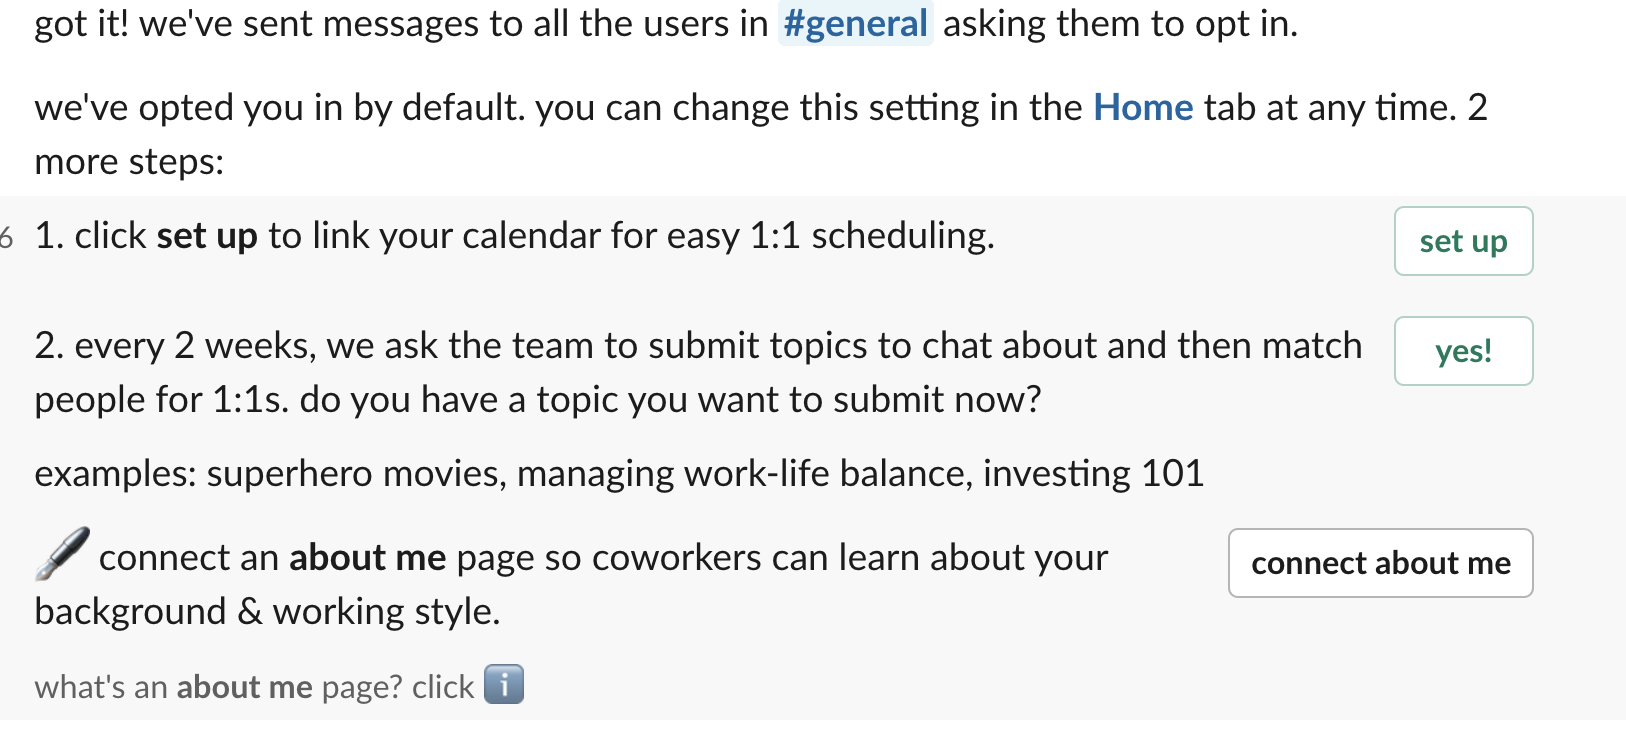 got it! we've sent messages to all the users in #general asking them to opt in.
we've opted you in by default. you can change this setting in the Home tab at any time. 2
more steps:
6 1. click set up to link your calendar for easy 1:1 scheduling.
set up
2. every 2 weeks, we ask the team to submit topics to chat about and then match
people for 1:1s. do you have a topic you want to submit now?
yes!
examples: superhero movies, managing work-life balance, investing 101
connect an about me page so coworkers can learn about your
background & working style.
connect about me
what's an about me page? click i